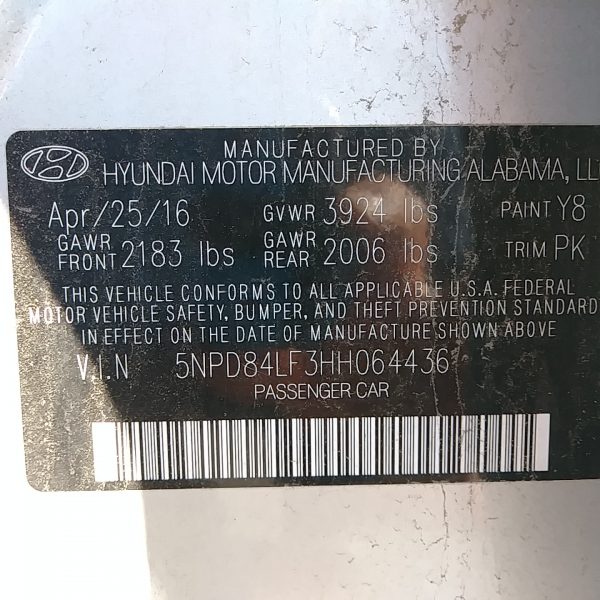 MANUFACTURED BY
HYUNDAI MOTOR MANUFACTURING ALABAMA, LL
Apr/25/16 GVWR 3924 lbs PAINT Y8
GAWR FRONT 2183 lbs GAWR REAR 2006 lbs TRIM PK
THIS VEHICLE CONFORMS TO ALL APPLICABLE U.S.A. FEDERAL
MOTOR VEHICLE SAFETY, BUMPER, AND THEFT PREVENTION STANDARD
IN EFFECT ON THE DATE OF MANUFACTURE SHOWN ABOVE
V.I.N 5NPD84LF3HH064436
PASSENGER CAR